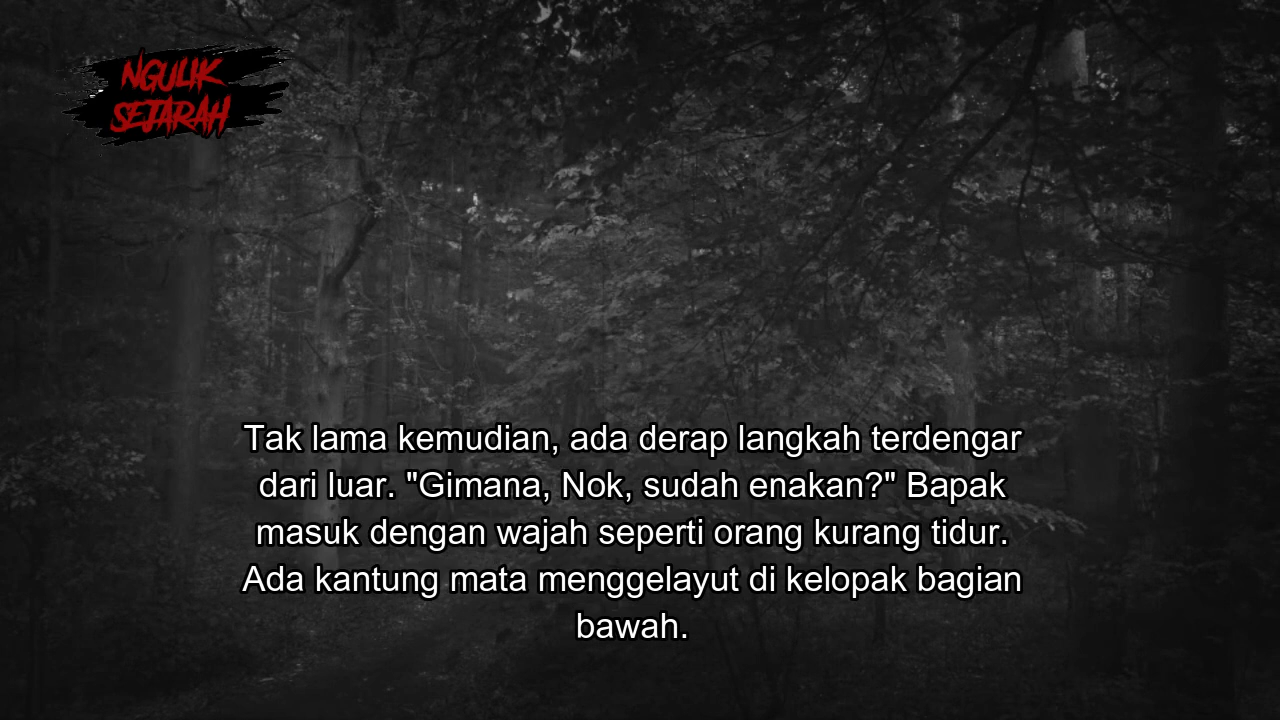 NGULIK
SEJARAH
Tak lama kemudian, ada derap langkah terdengar
dari luar. "Gimana, Nok, sudah enakan?" Bapak
masuk dengan wajah seperti orang kurang tidur.
Ada kantung mata menggelayut di kelopak bagian
bawah.